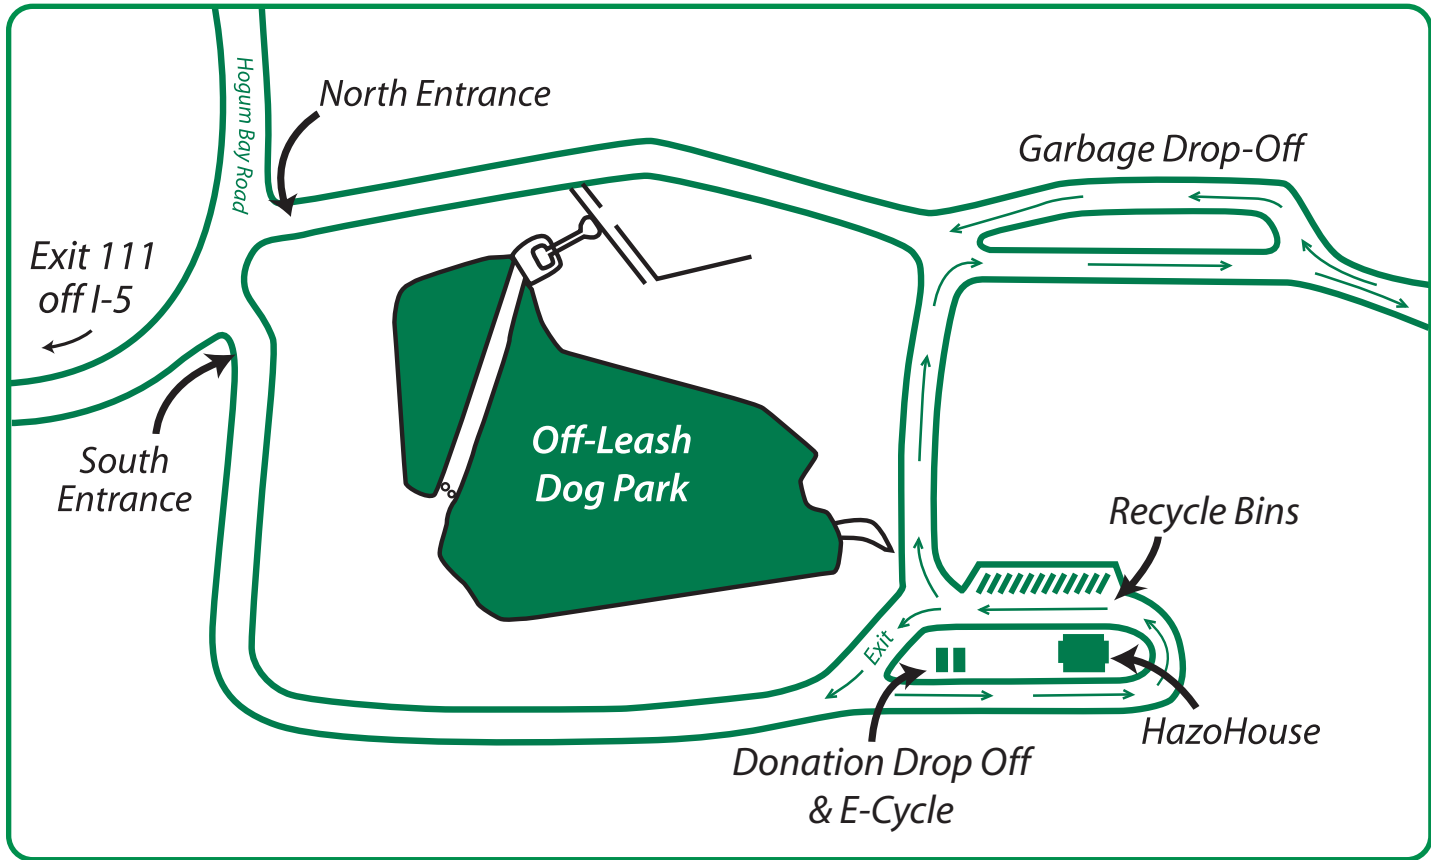 Hogum Bay Road
North Entrance
Garbage Drop-Off
Exit 111
off I-5
South
Entrance
Off-Leash
Dog Park
Recycle Bins
Exit
HazoHouse
Donation Drop Off
& E-Cycle